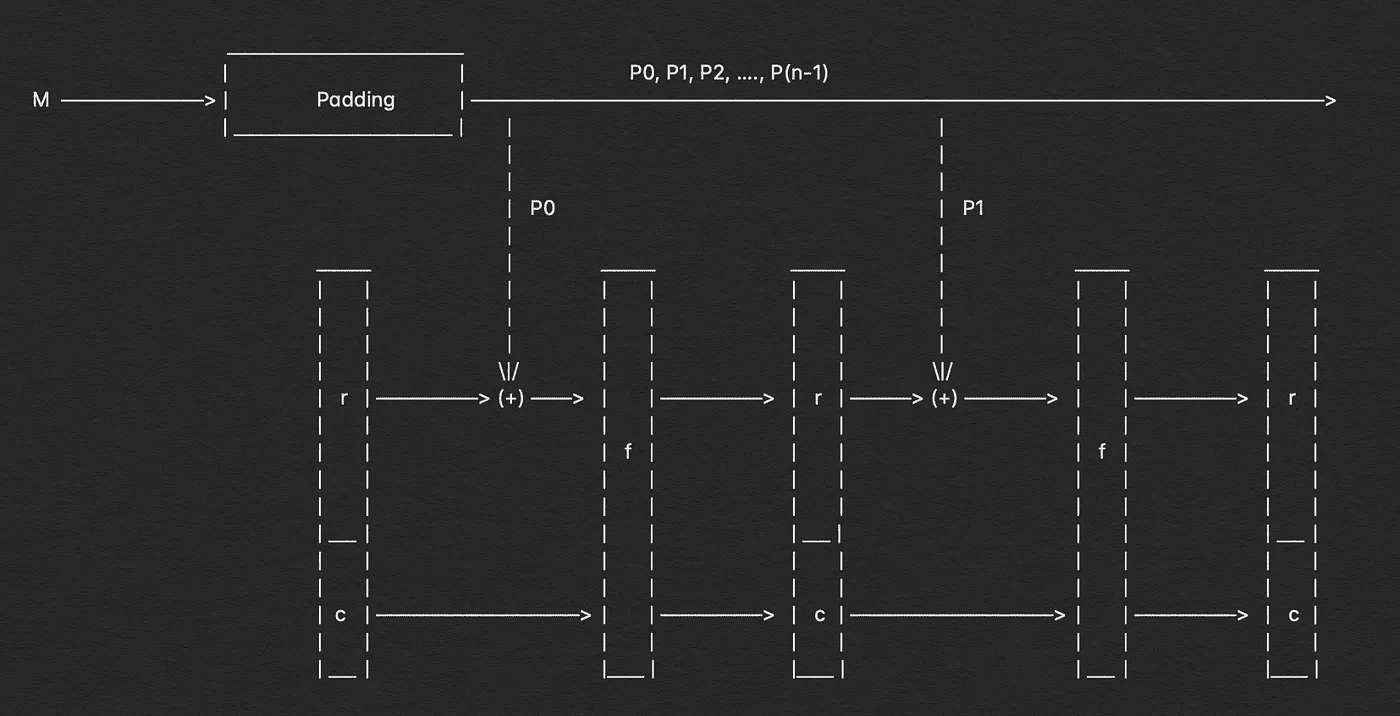 P0, P1, P2, ...., P(n-1)
M Padding
P0 P1
r (+) r (+) r
f f
c c c